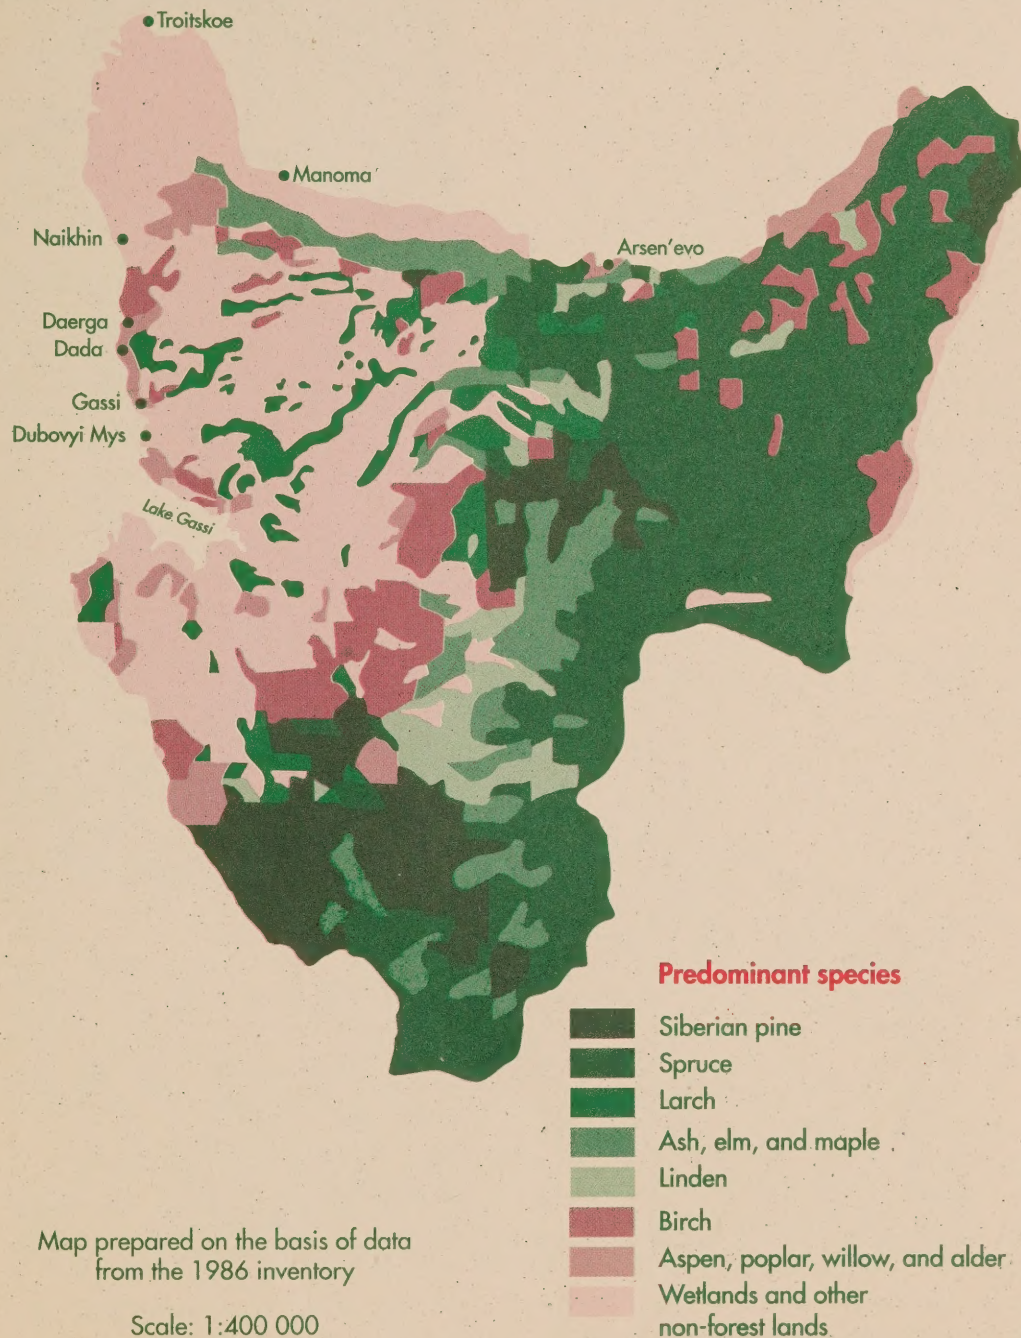 Troitskoe
Manoma
Naikhin
Arsen'evo
Daerga
Dada
Gassi
Dubovyi Mys
Lake Gassi
Predominant species
Siberian pine
Spruce
Larch
Ash, elm, and maple
Linden
Birch
Aspen, poplar, willow, and alder
Wetlands and other
non-forest lands
Map prepared on the basis of data
from the 1986 inventory
Scale: 1:400 000